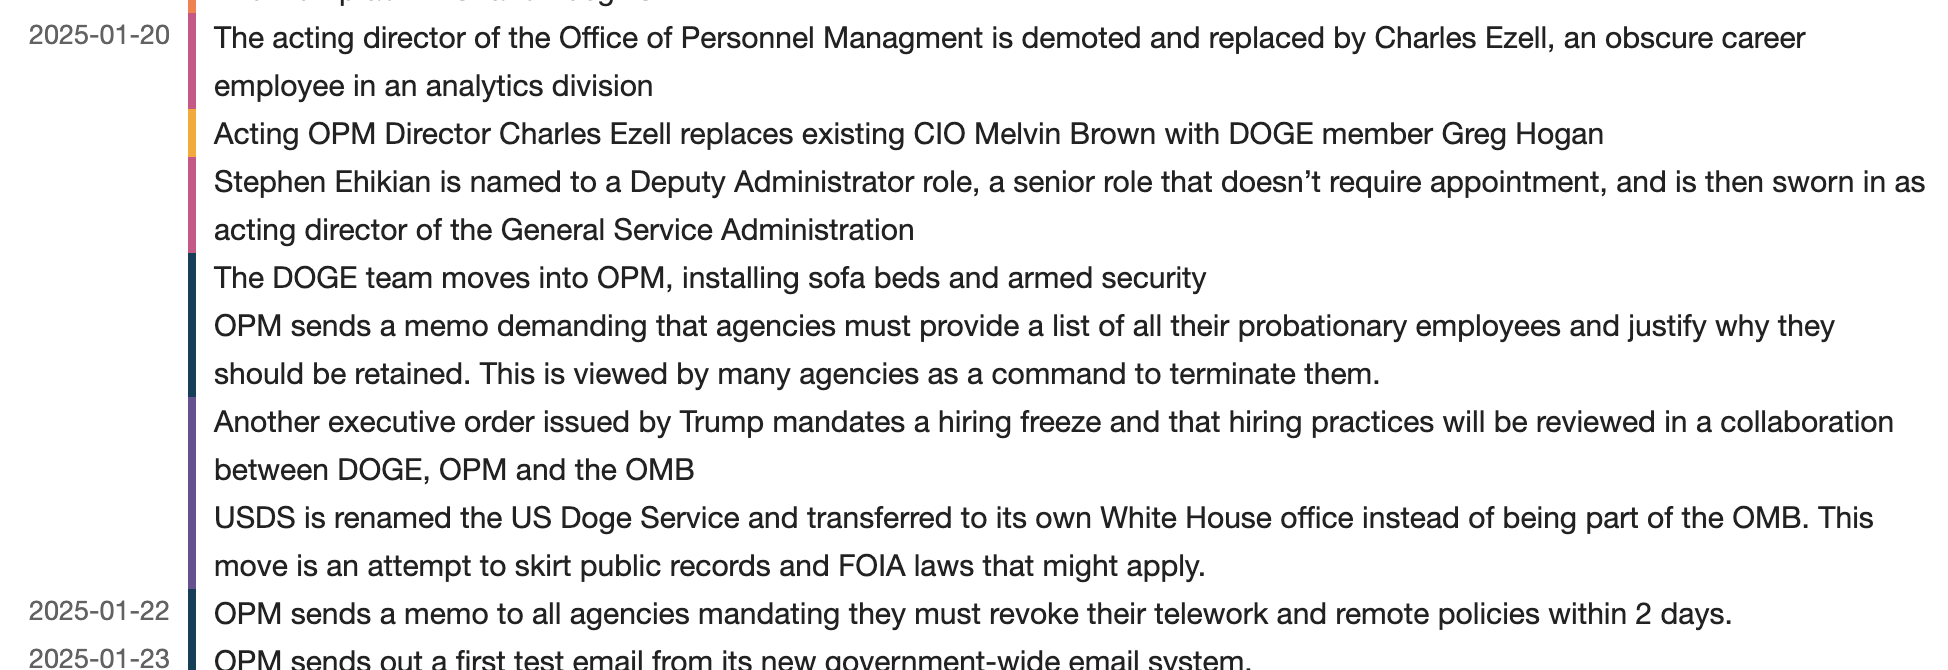 2025-01-20
The acting director of the Office of Personnel Managment is demoted and replaced by Charles Ezell, an obscure career
employee in an analytics division
Acting OPM Director Charles Ezell replaces existing CIO Melvin Brown with DOGE member Greg Hogan
Stephen Ehikian is named to a Deputy Administrator role, a senior role that doesn’t require appointment, and is then sworn in as
acting director of the General Service Administration
The DOGE team moves into OPM, installing sofa beds and armed security
OPM sends a memo demanding that agencies must provide a list of all their probationary employees and justify why they
should be retained. This is viewed by many agencies as a command to terminate them.
Another executive order issued by Trump mandates a hiring freeze and that hiring practices will be reviewed in a collaboration
between DOGE, OPM and the OMB
USDS is renamed the US Doge Service and transferred to its own White House office instead of being part of the OMB. This
move is an attempt to skirt public records and FOIA laws that might apply.
2025-01-22
OPM sends a memo to all agencies mandating they must revoke their telework and remote policies within 2 days.
2025-01-23
OPM sends out a first test email from its new government-wide email system.